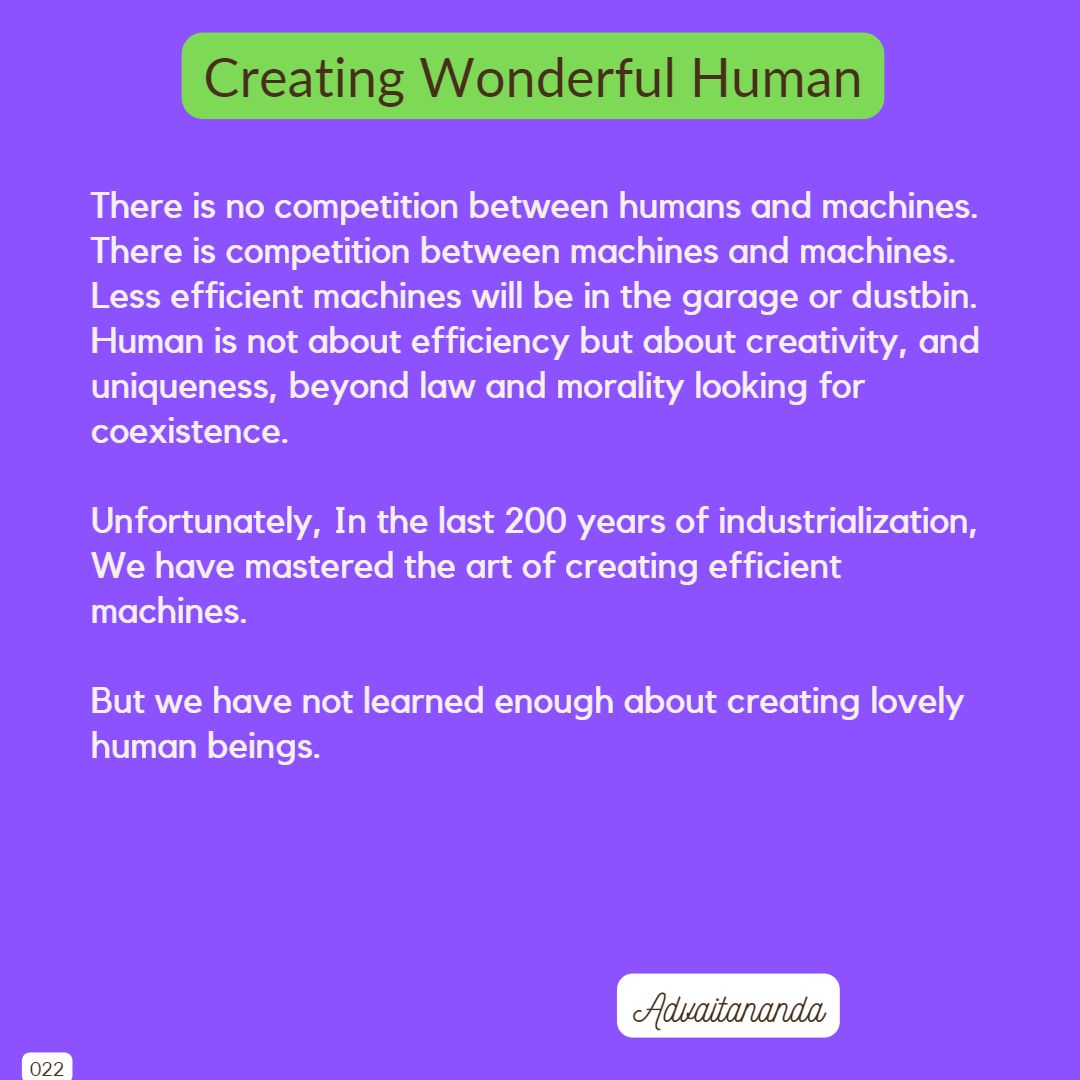 Creating Wonderful Human
There is no competition between humans and machines.
There is competition between machines and machines.
Less efficient machines will be in the garage or dustbin.
Human is not about efficiency but about creativity, and
uniqueness, beyond law and morality looking for
coexistence.
Unfortunately, In the last 200 years of industrialization,
We have mastered the art of creating efficient
machines.
But we have not learned enough about creating lovely
human beings.
Advaitananda
022